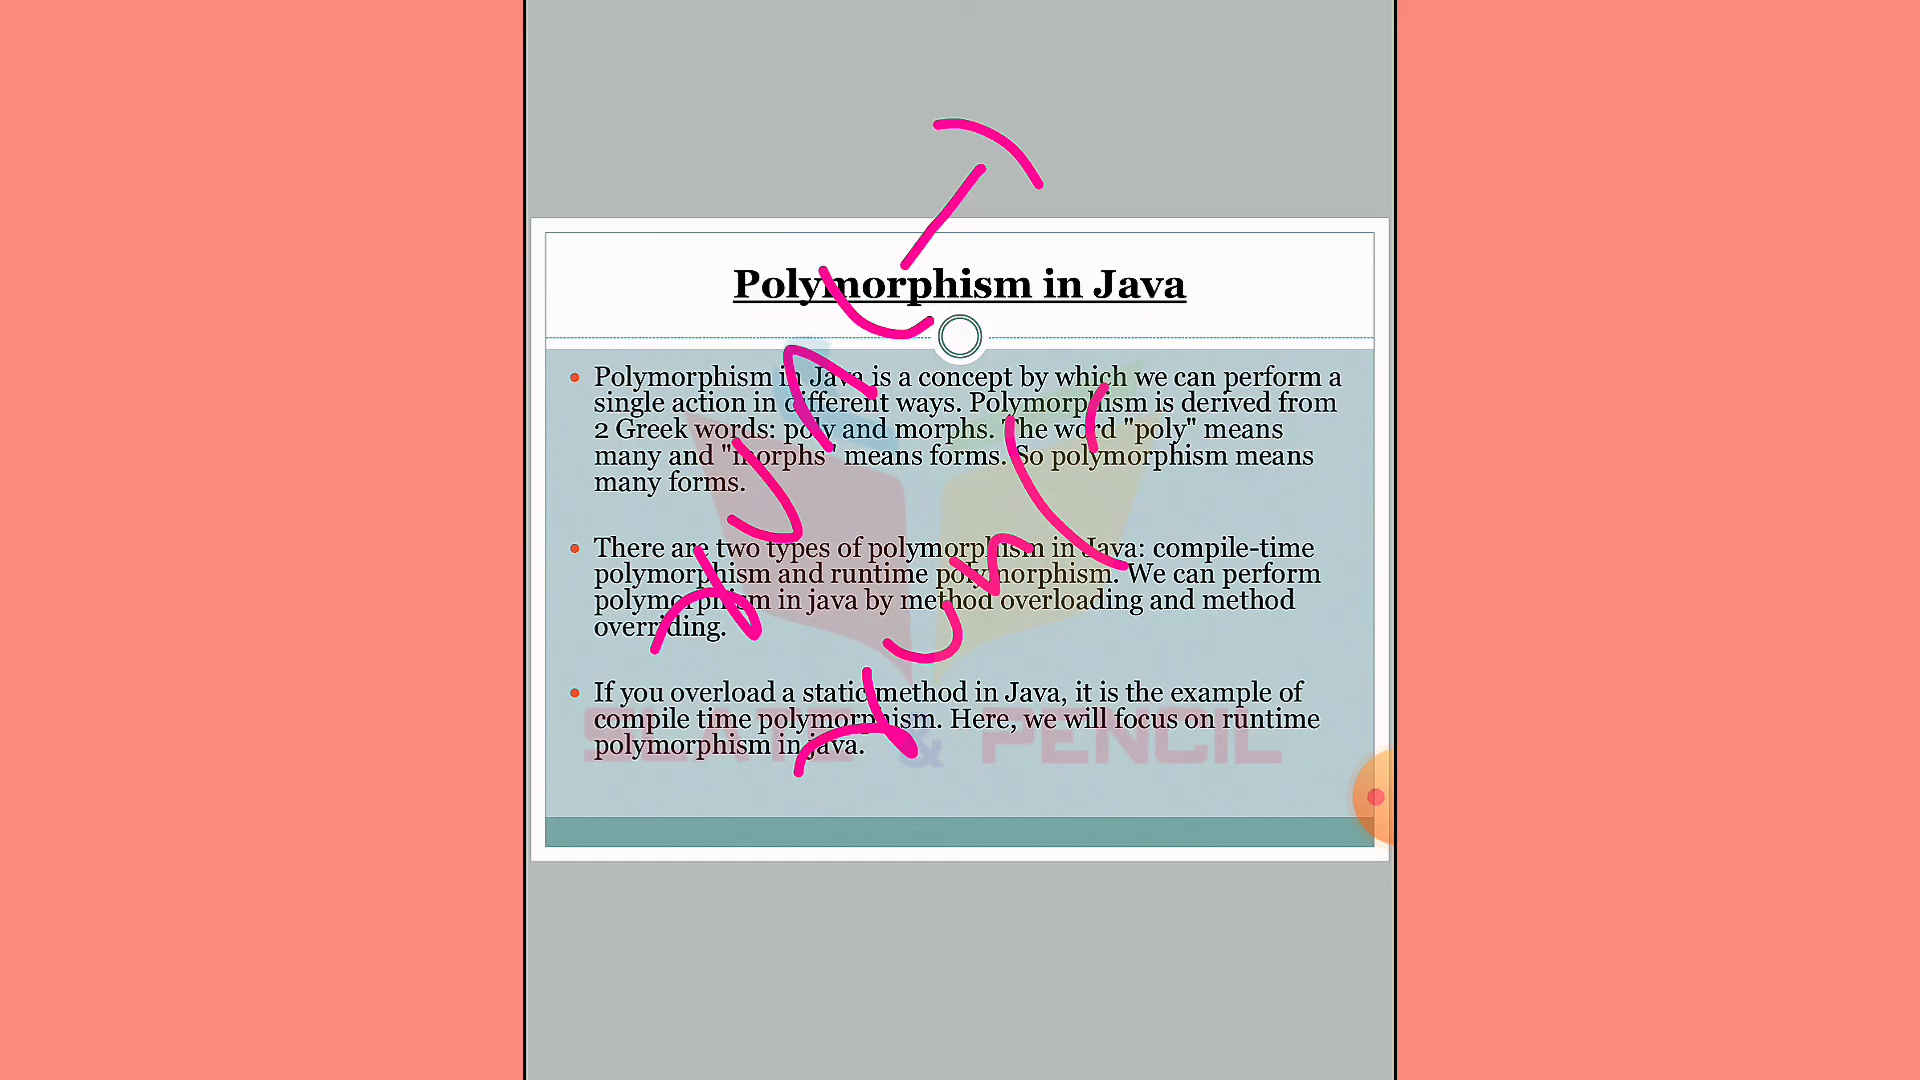 Polymorphism in Java
Polymorphism in Java is a concept by which we can perform a
single action in different ways. Polymorphism is derived from
2 Greek words: poly and morphs. The word "poly" means
many and "morphs" means forms. So polymorphism means
many forms.
There are two types of polymorphism in Java: compile-time
polymorphism and runtime polymorphism. We can perform
polymorphism in java by method overloading and method
overriding.
If you overload a static method in Java, it is the example of
compile time polymorphism. Here, we will focus on runtime
polymorphism in java.
SLATE & PENCIL